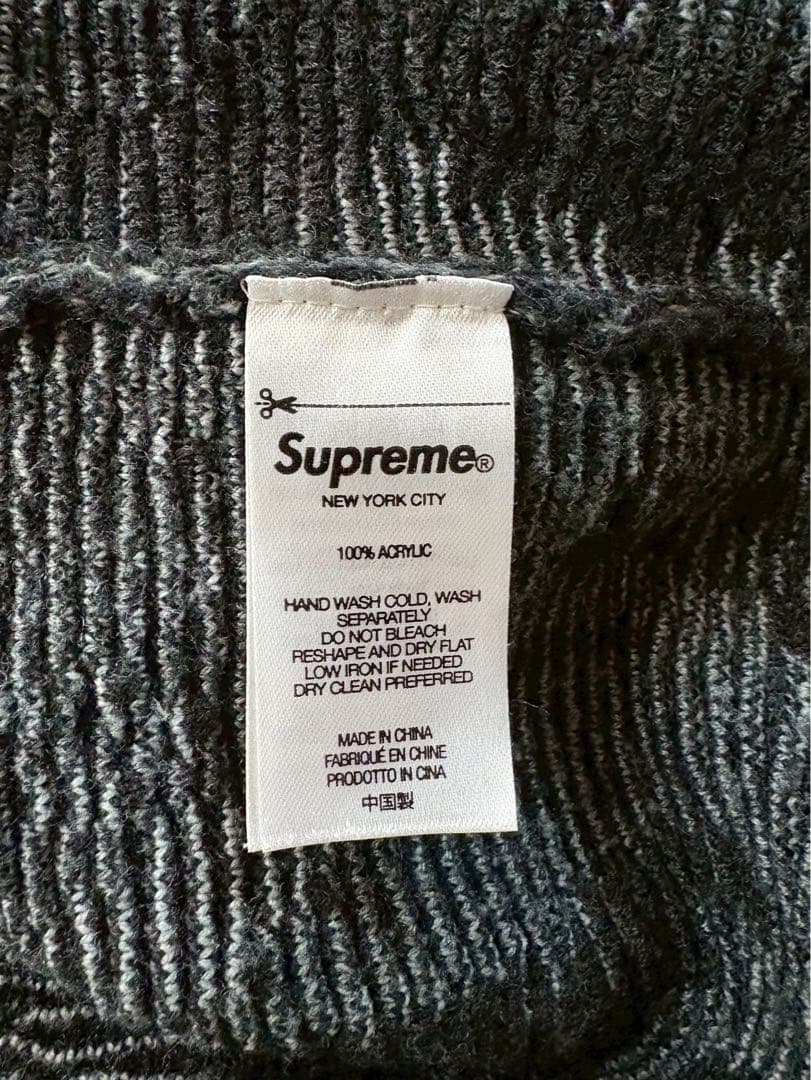 Supreme®
NEW YORK CITY
100% ACRYLIC
HAND WASH COLD, WASH
SEPARATELY
DO NOT BLEACH
RESHAPE AND DRY FLAT
LOW IRON IF NEEDED
DRY CLEAN PREFERRED
MADE IN CHINA
FABRIQUÉ EN CHINE
PRODOTTO IN CINA
中国製